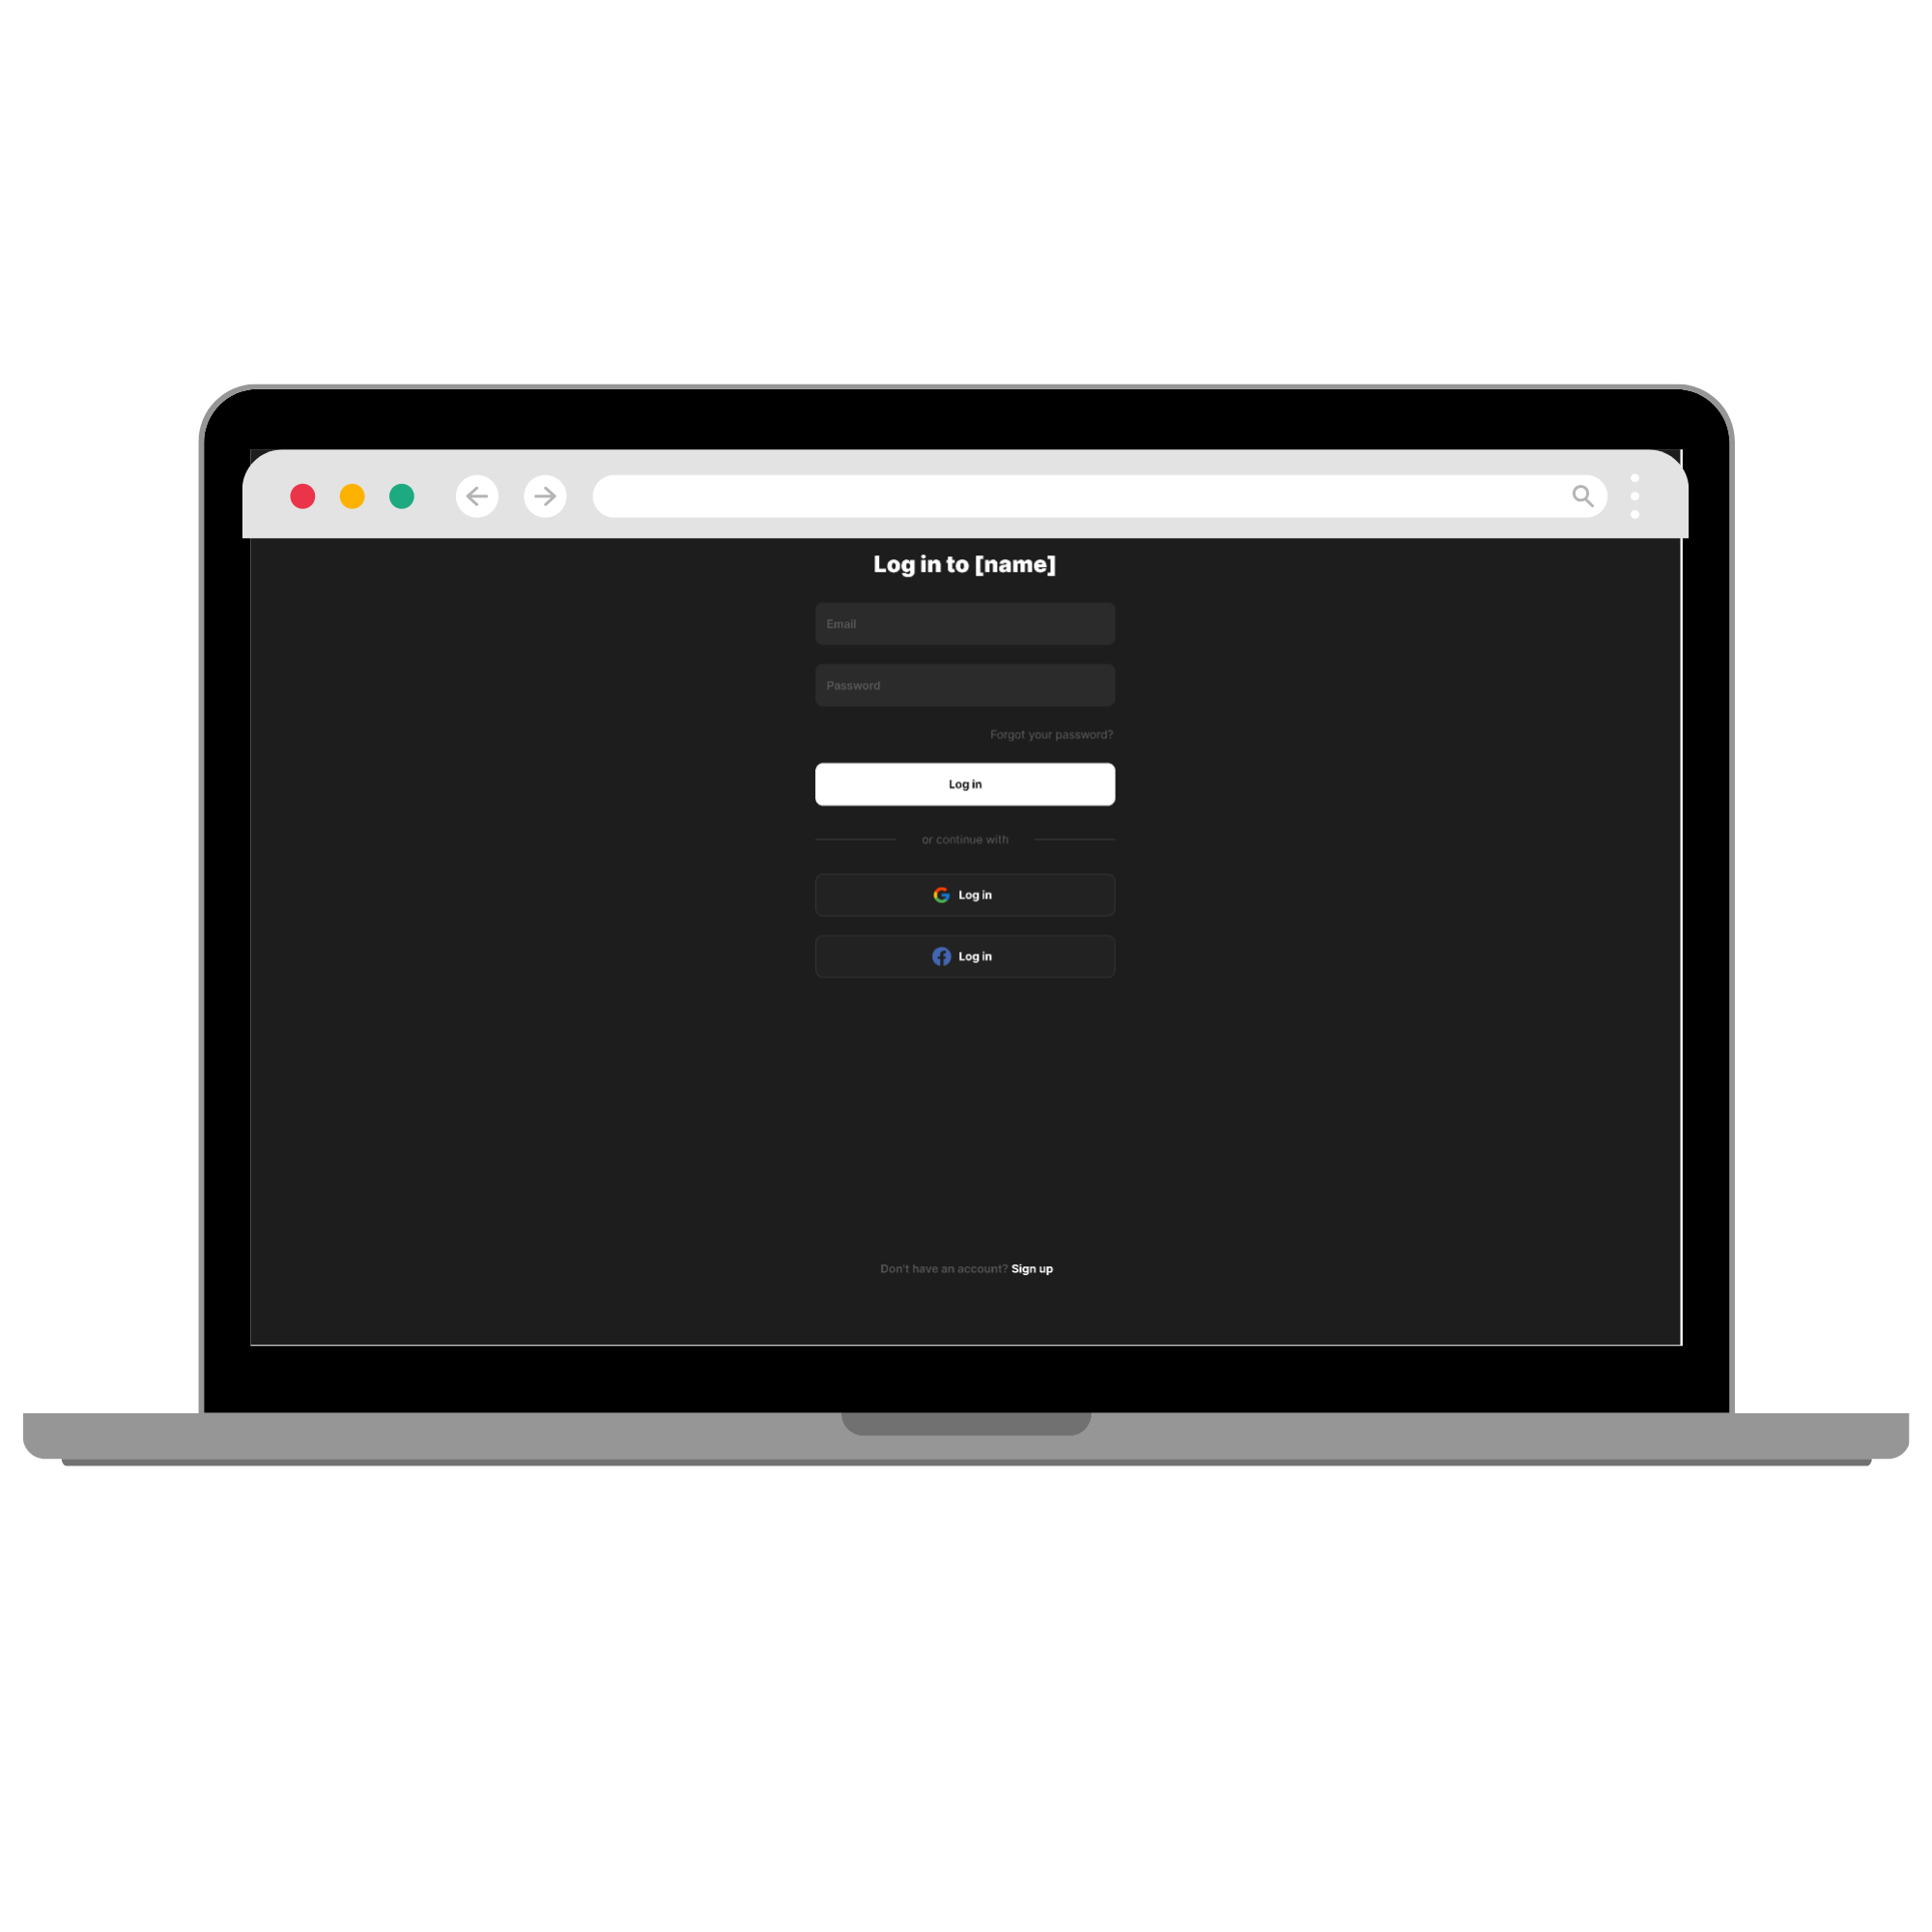 Log in to [name]
Email
Password
Forgot your password?
Log in
or continue with
Log in
Log in
Don't have an account? Sign up